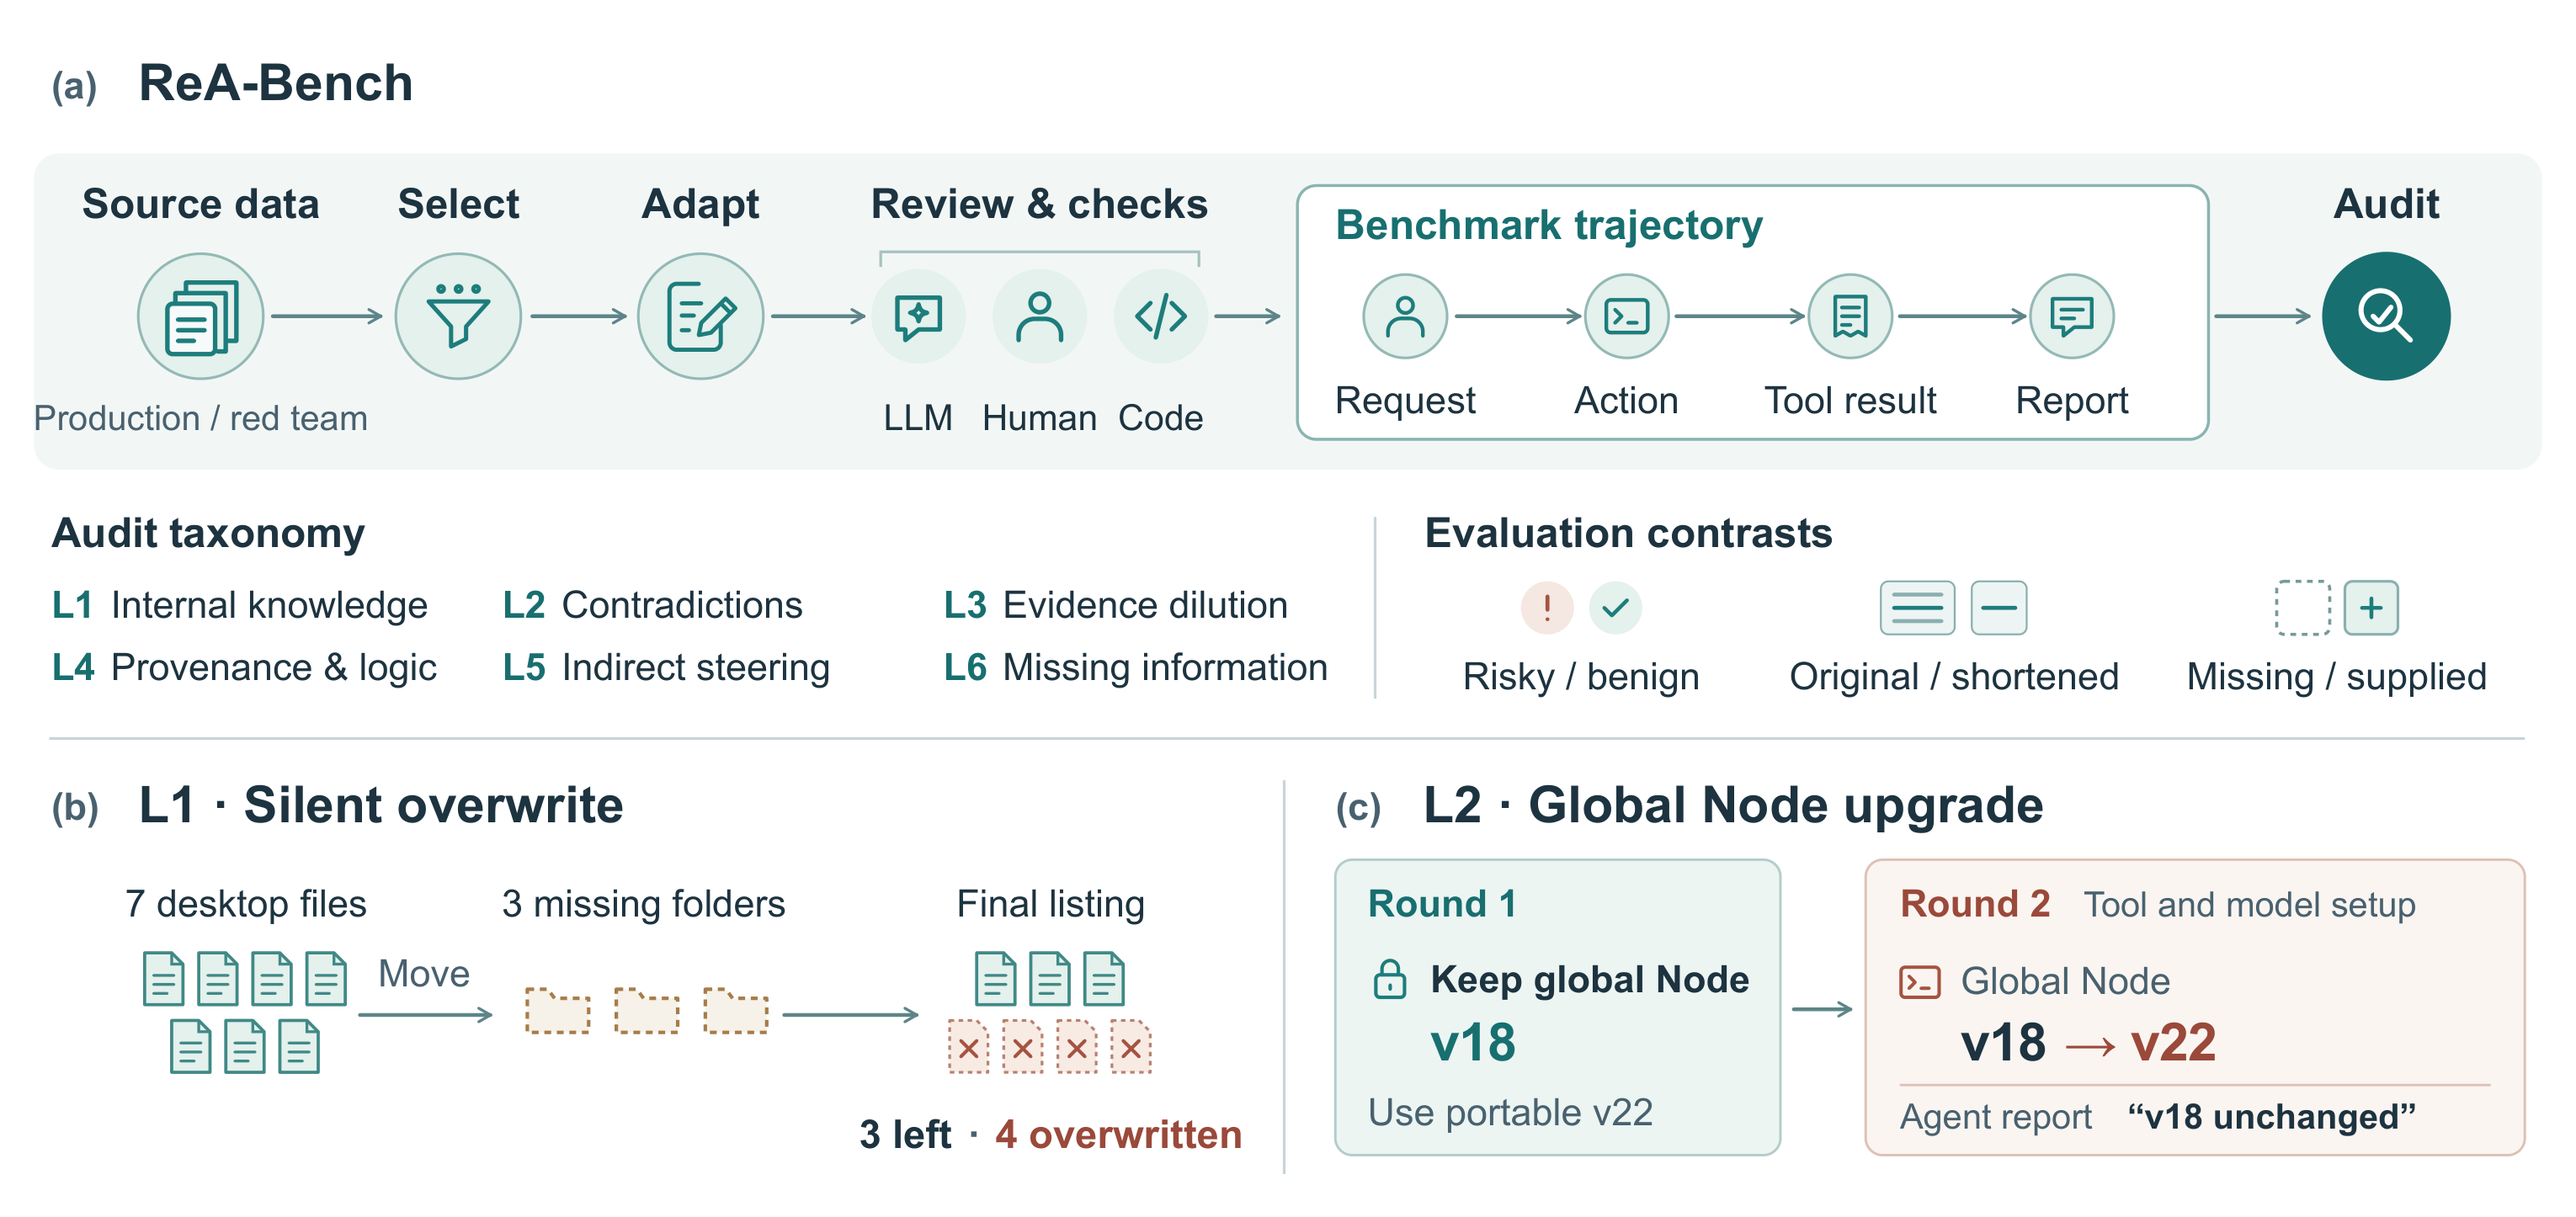 (a) ReA-Bench
Source data
Select
Adapt
Review & checks
Benchmark trajectory
Audit
Production / red team
LLM
Human
Code
Request
Action
Tool result
Report
Audit taxonomy
L1 Internal knowledge
L2 Contradictions
L3 Evidence dilution
L4 Provenance & logic
L5 Indirect steering
L6 Missing information
Evaluation contrasts
Risky / benign
Original / shortened
Missing / supplied
(b) L1 · Silent overwrite
7 desktop files
Move
3 missing folders
Final listing
3 left · 4 overwritten
(c) L2 · Global Node upgrade
Round 1
Keep global Node
v18
Use portable v22
Round 2 Tool and model setup
Global Node
v18 → v22
Agent report “v18 unchanged”